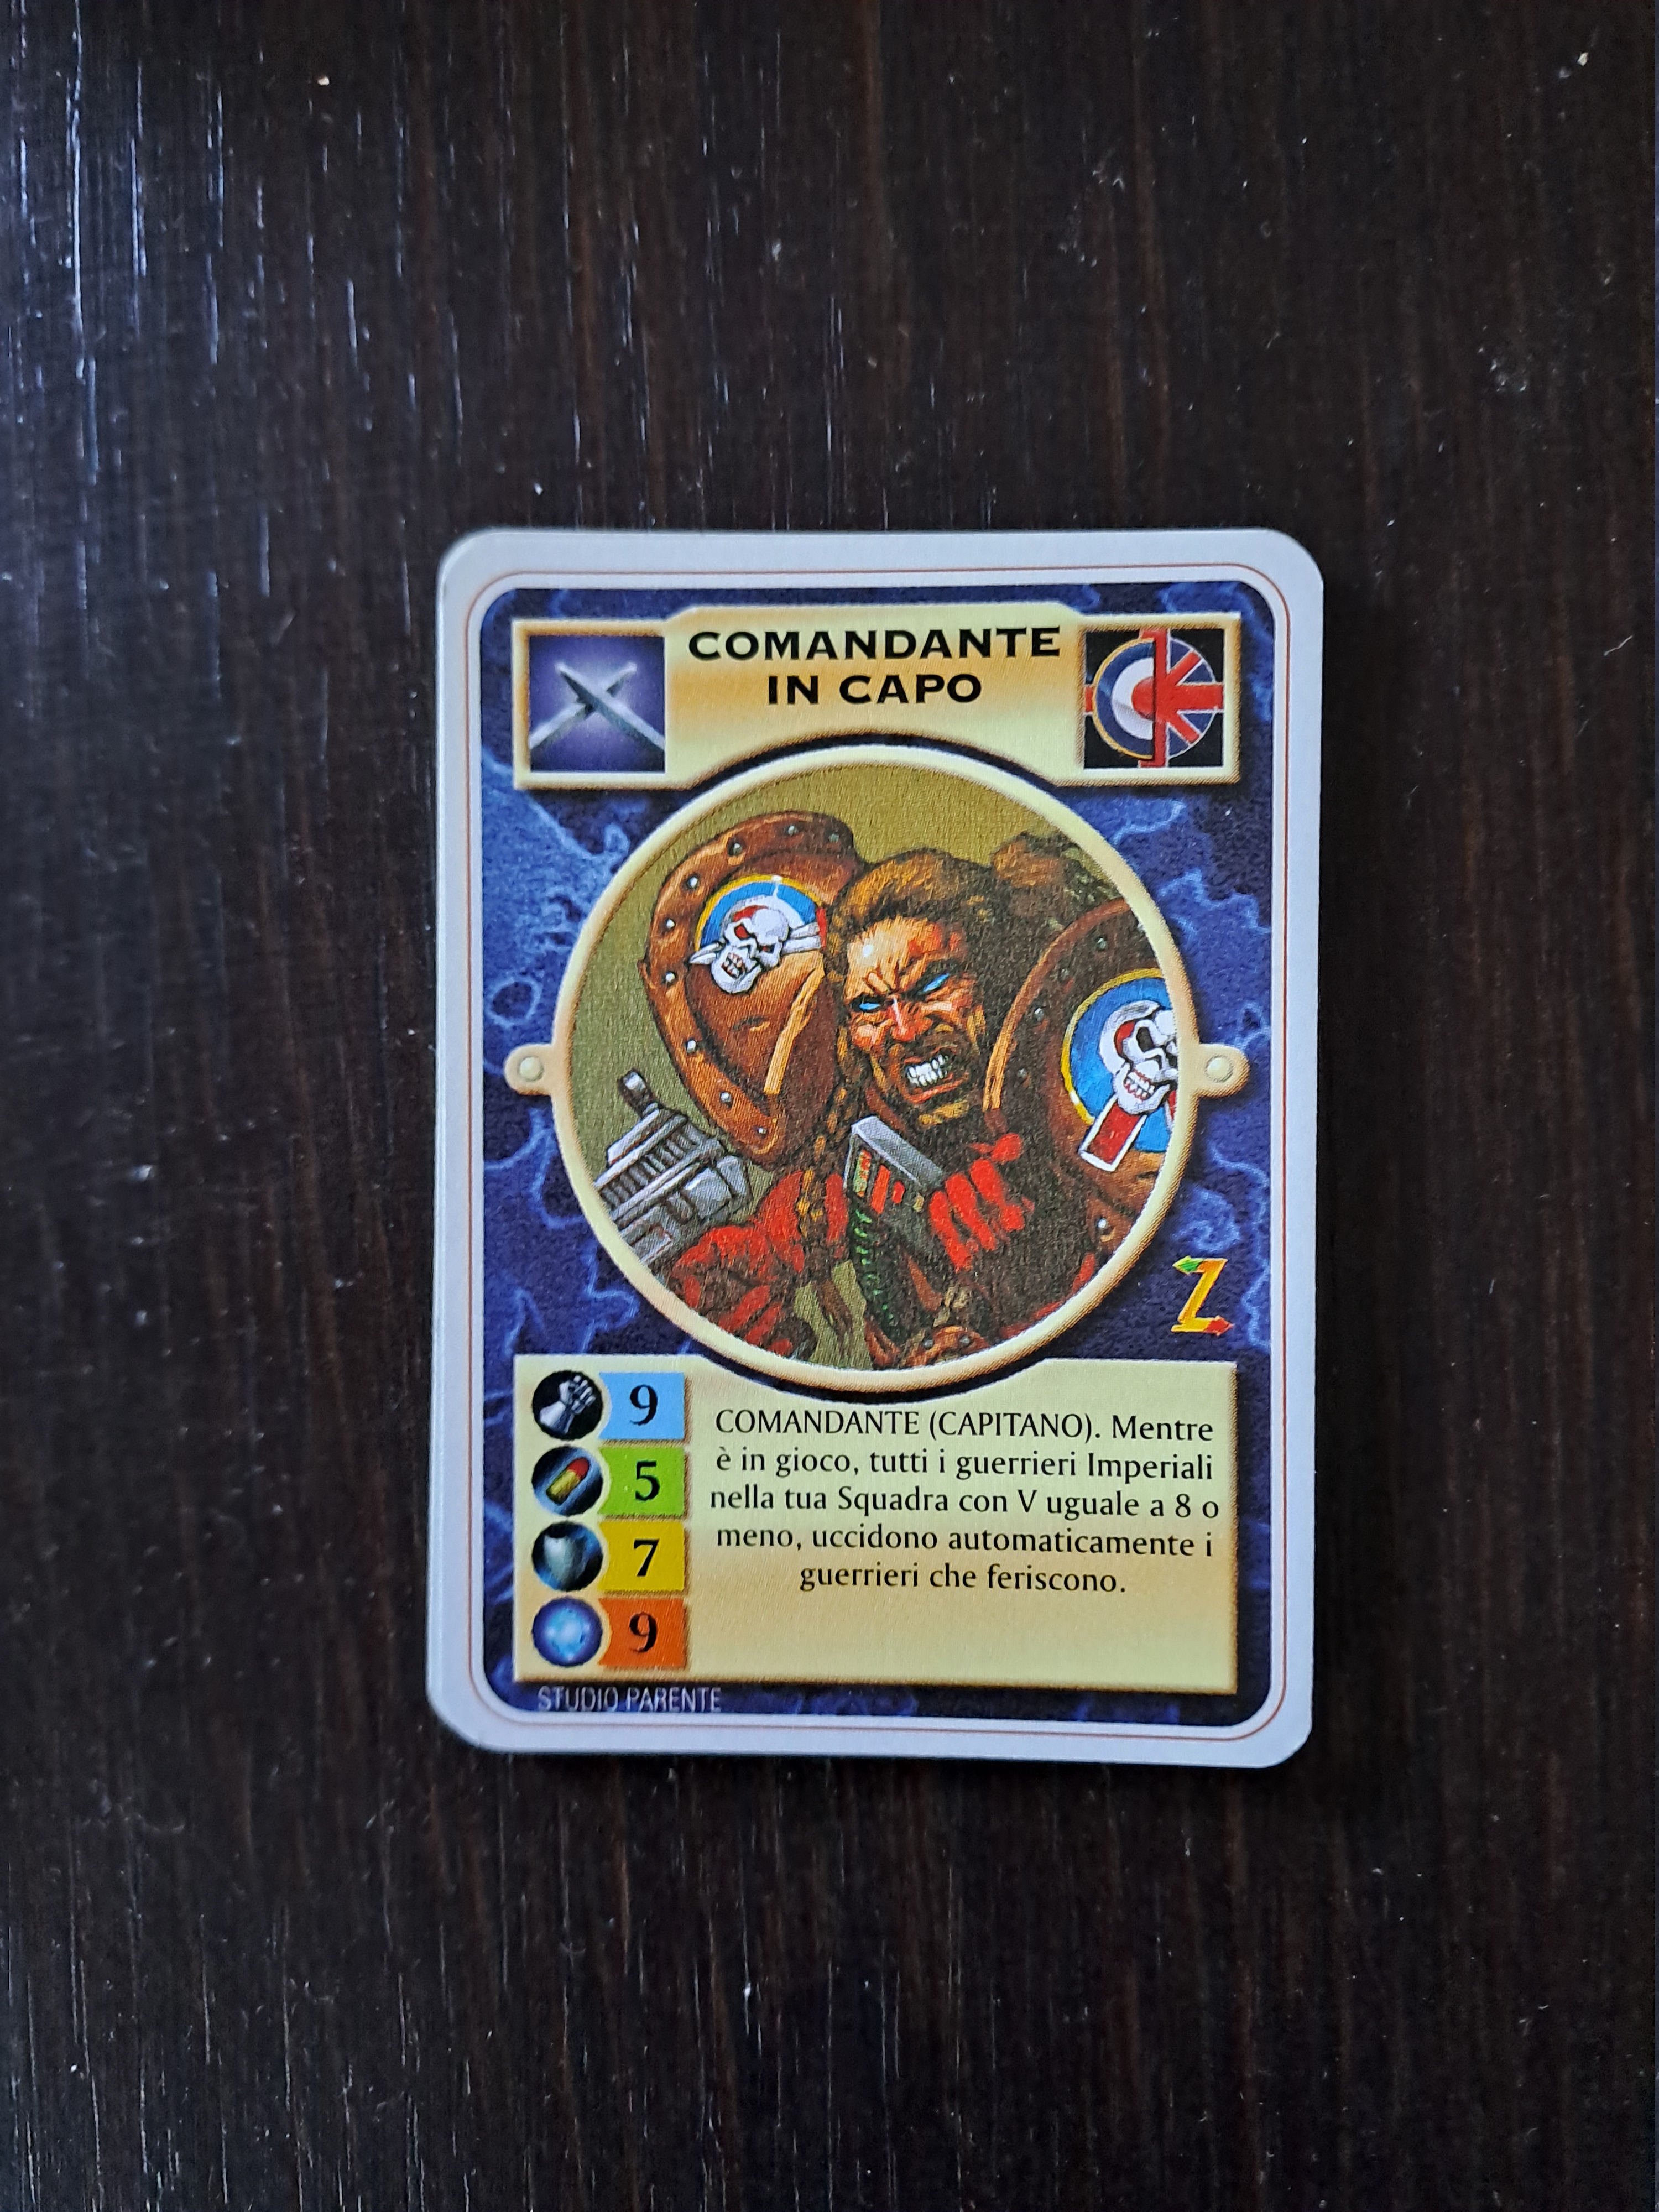 COMANDANTE
IN CAPO
9
5
7
9
COMANDANTE (CAPITANO). Mentre
è in gioco, tutti i guerrieri Imperiali
nella tua Squadra con V uguale a 8 o
meno, uccidono automaticamente i
guerrieri che feriscono.
STUDIO PARENTE